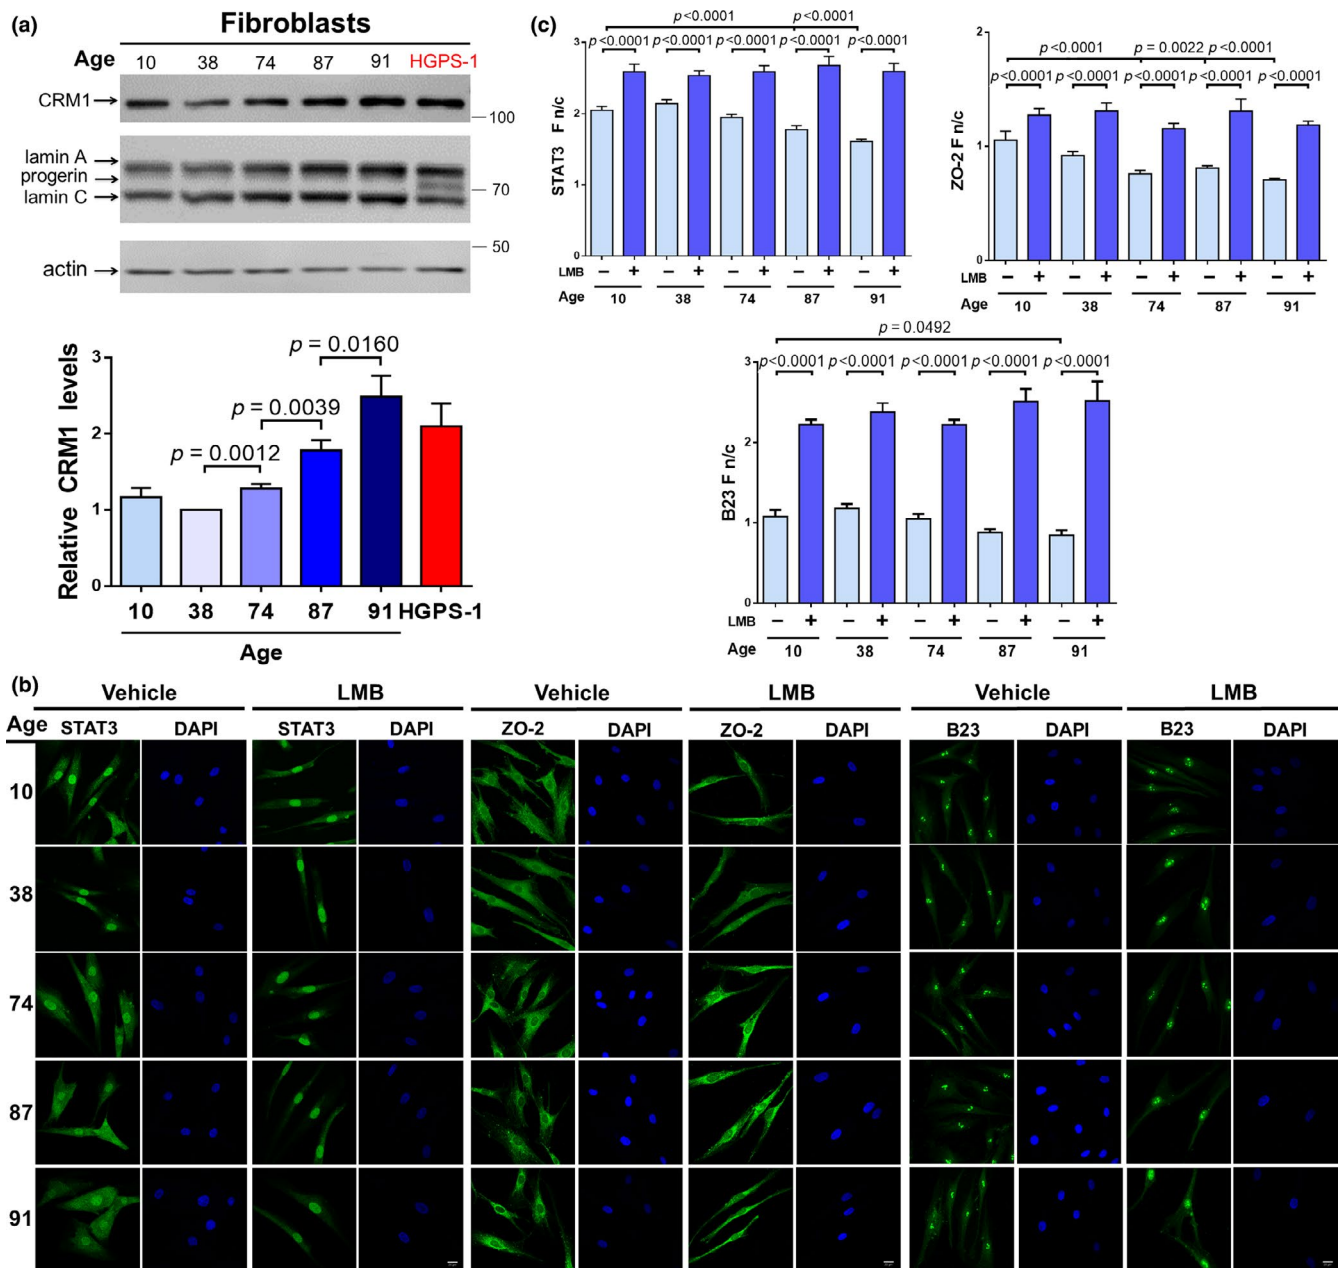 (a)
Fibroblasts
Age 10 38 74 87 91 HGPS-1
CRM1
100
lamin A
progerin
lamin C
70
50
actin
Relative CRM1 levels
3
2
1
0
p = 0.0012
p = 0.0039
p = 0.0160
10 38 74 87 91 HGPS-1
Age
(c)
p<0.0001 p<0.0001
p<0.0001 p<0.0001 p<0.0001 p<0.0001 p<0.0001
STAT3 F n/c
3
2
1
0
LMB − + − + − + − + − +
Age 10 38 74 87 91
p<0.0001 p = 0.0022 p<0.0001
p<0.0001 p<0.0001 p<0.0001 p<0.0001 p<0.0001
ZO-2 F n/c
2
1
0
LMB − + − + − + − + − +
Age 10 38 74 87 91
p = 0.0492
p<0.0001 p<0.0001 p<0.0001 p<0.0001 p<0.0001
B23 F n/c
3
2
1
0
LMB − + − + − + − + − +
Age 10 38 74 87 91
(b)
Vehicle LMB Vehicle LMB Vehicle LMB
Age STAT3 DAPI STAT3 DAPI ZO-2 DAPI ZO-2 DAPI B23 DAPI B23 DAPI
10
38
74
87
91